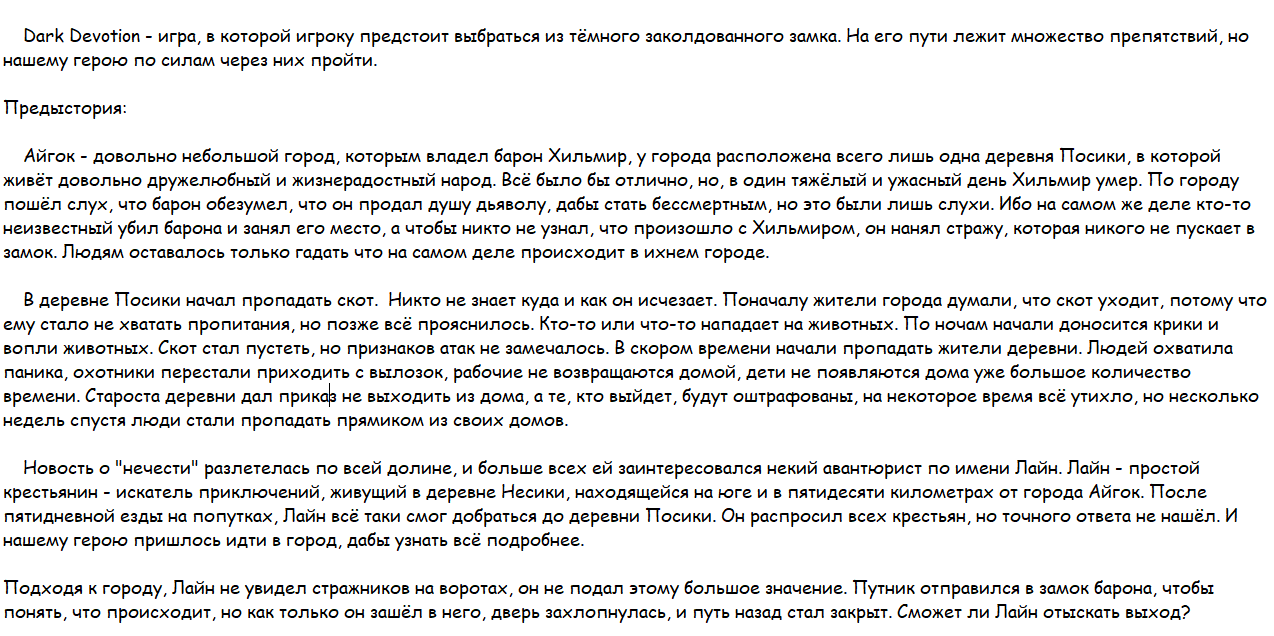 Dark Devotion - игра, в которой игроку предстоит выбраться из тёмного заколдованного замка. На его пути лежит множество препятствий, но
нашему герою по силам через них пройти.
Предыстория:
Айгок - довольно небольшой город, которым владел барон Хильмир, у города расположена всего лишь одна деревня Посики, в которой
живёт довольно дружелюбный и жизнерадостный народ. Всё было бы отлично, но, в один тяжёлый и ужасный день Хильмир умер. По городу
пошёл слух, что барон обезумел, что он продал душу дьяволу, дабы стать бессмертным, но это были лишь слухи. Ибо на самом же деле кто-то
неизвестный убил барона и занял его место, а чтобы никто не узнал, что произошло с Хильмиром, он нанял стражу, которая никого не пускает в
замок. Людям оставалось только гадать что на самом деле происходит в ихнем городе.
В деревне Посики начал пропадать скот.  Никто не знает куда и как он исчезает. Поначалу жители города думали, что скот уходит, потому что
ему стало не хватать пропитания, но позже всё прояснилось. Кто-то или что-то нападает на животных. По ночам начали доносится крики и
вопли животных. Скот стал пустеть, но признаков атак не замечалось. В скором времени начали пропадать жители деревни. Людей охватила
паника, охотники перестали приходить с вылозок, рабочие не возвращаются домой, дети не появляются дома уже большое количество
времени. Староста деревни дал приказ не выходить из дома, а те, кто выйдет, будут оштрафованы, на некоторое время всё утихло, но несколько
недель спустя люди стали пропадать прямиком из своих домов.
Новость о "нечести" разлетелась по всей долине, и больше всех ей заинтересовался некий авантюрист по имени Лайн. Лайн - простой
крестьянин - искатель приключений, живущий в деревне Несики, находящейся на юге и в пятидесяти километрах от города Айгок. После
пятидневной езды на попутках, Лайн всё таки смог добраться до деревни Посики. Он распросил всех крестьян, но точного ответа не нашёл. И
нашему герою пришлось идти в город, дабы узнать всё подробнее.
Подходя к городу, Лайн не увидел стражников на воротах, он не подал этому большое значение. Путник отправился в замок барона, чтобы
понять, что происходит, но как только он зашёл в него, дверь захлопнулась, и путь назад стал закрыт. Сможет ли Лайн отыскать выход?